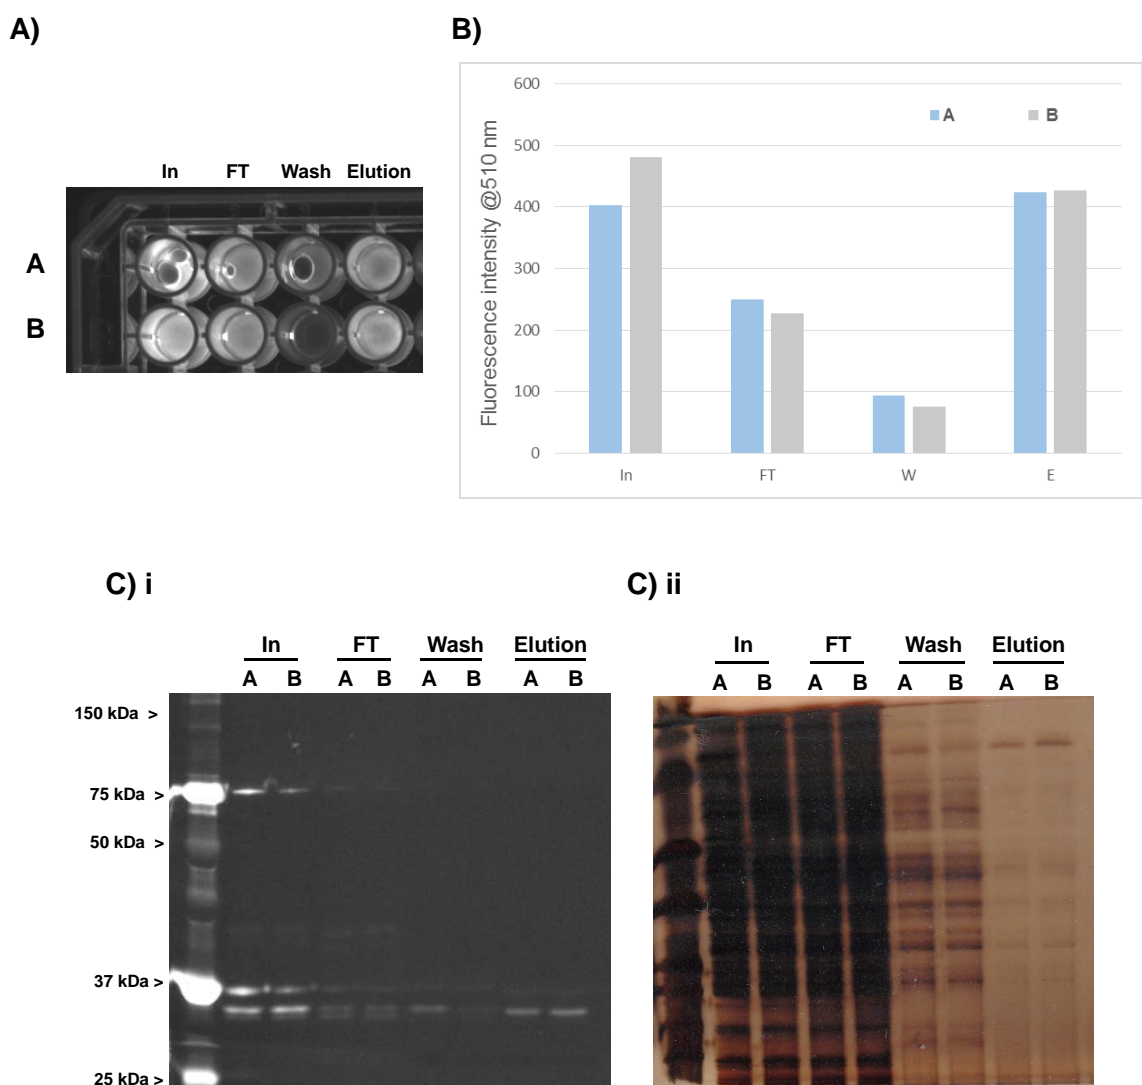 A)
B)
In FT Wash Elution
A
B
Fluorescence intensity @510 nm
600
500
400
300
200
100
0
A B
In FT W E
C) i
C) ii
In FT Wash Elution
A B A B A B A B
150 kDa >
75 kDa >
50 kDa >
37 kDa >
25 kDa >
In FT Wash Elution
A B A B A B A B